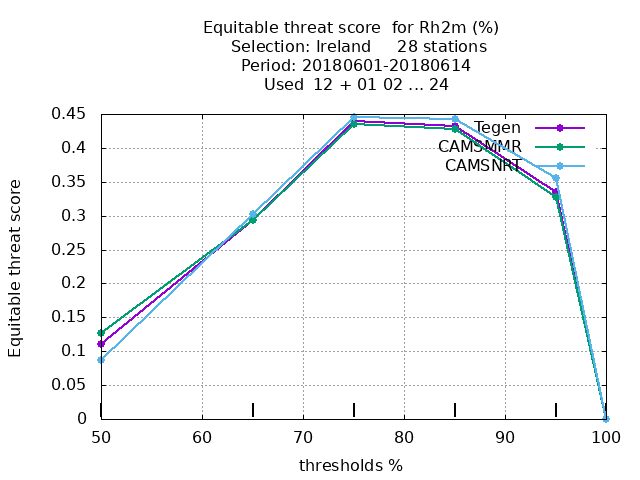 Equitable threat score  for Rh2m (%)
Selection: Ireland     28 stations
Period: 20180601-20180614
Used  12 + 01 02 ... 24
Equitable threat score
0.45
0.4
0.35
0.3
0.25
0.2
0.15
0.1
0.05
0
Tegen
CAMSMMR
CAMSNRT
50 60 70 80 90 100
thresholds %